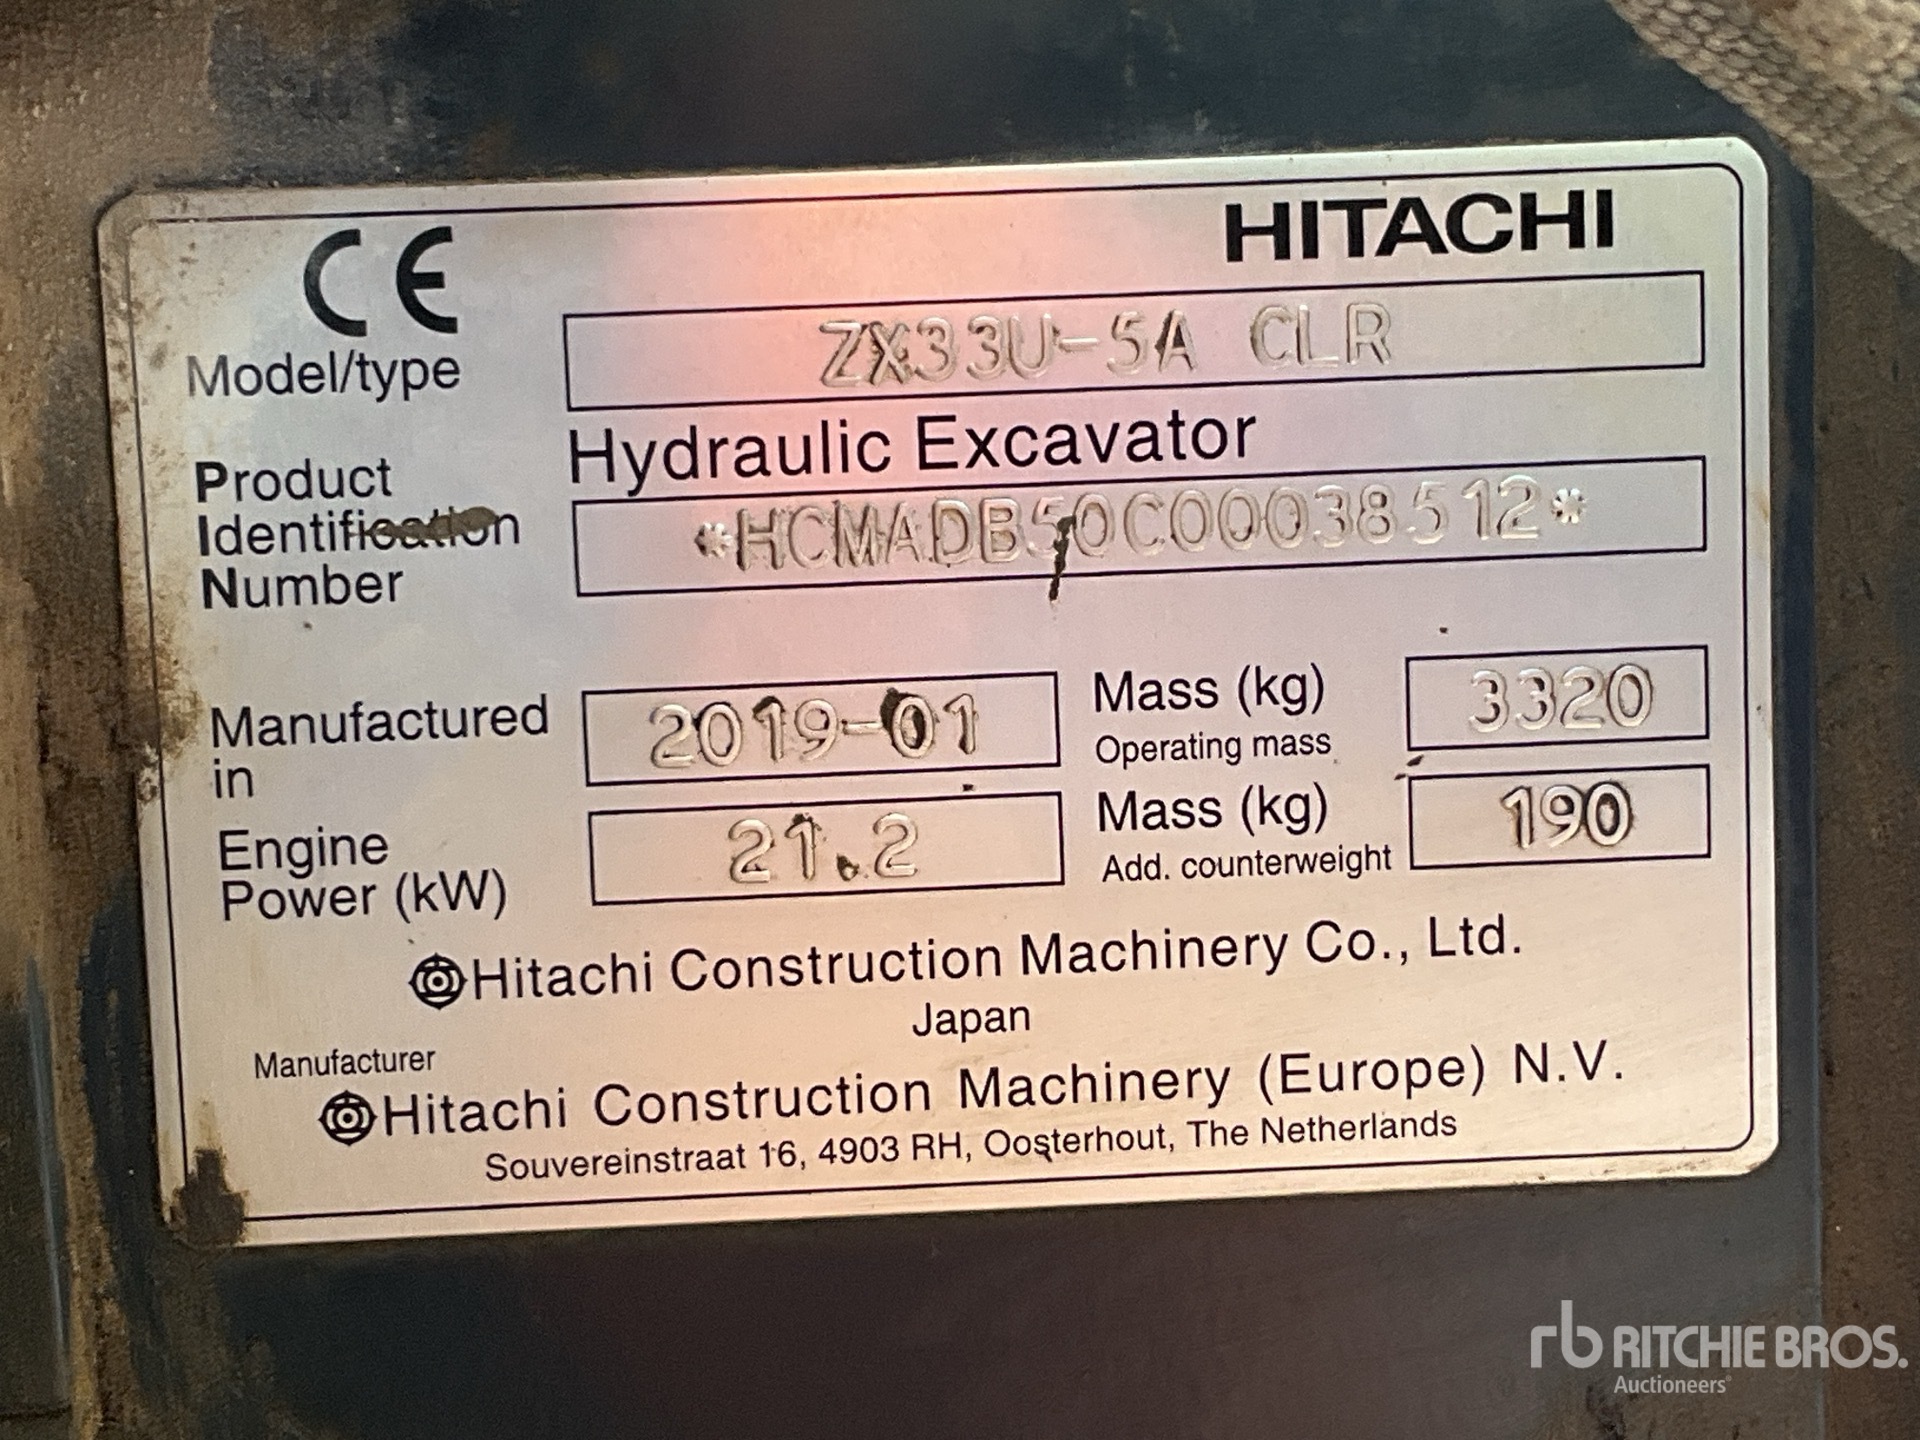 CE
HITACHI
Model/type ZX33U-5A CLR
Hydraulic Excavator
Product
Identification
Number
*HCMADB50C00038512*
Manufactured
in
2019-01
Mass (kg)
Operating mass
3320
Engine
Power (kW)
21.2
Mass (kg)
Add. counterweight
190
Hitachi Construction Machinery Co., Ltd.
Japan
Manufacturer
Hitachi Construction Machinery (Europe) N.V.
Souvereinstraat 16, 4903 RH, Oosterhout, The Netherlands
rb RITCHIE BROS.
Auctioneers